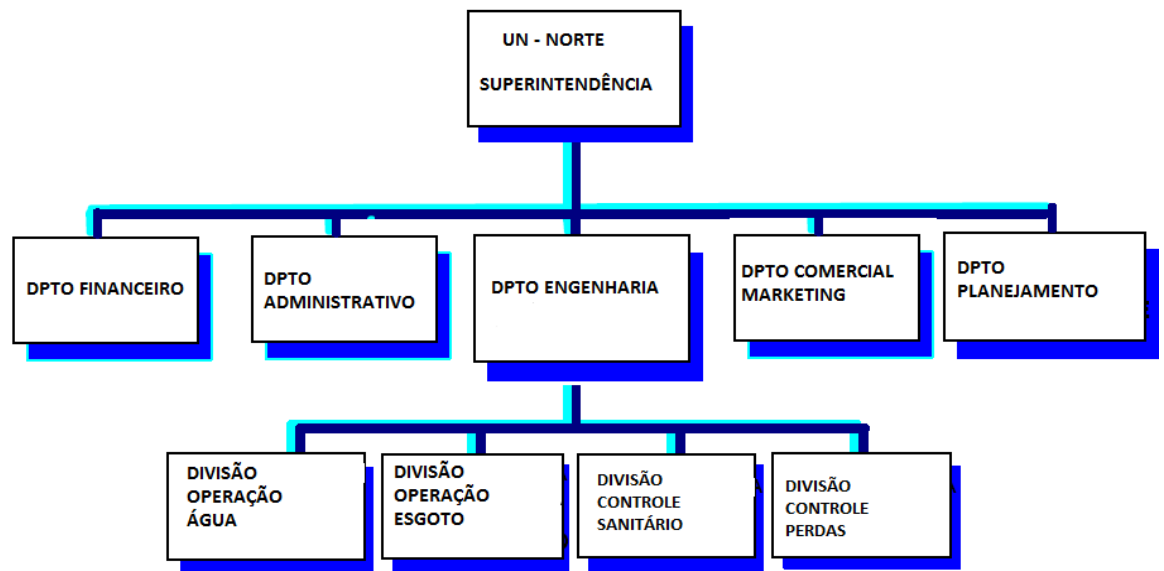 UN - NORTE
SUPERINTENDÊNCIA
DPTO FINANCEIRO
DPTO
ADMINISTRATIVO
DPTO ENGENHARIA
DPTO COMERCIAL
MARKETING
DPTO
PLANEJAMENTO
DIVISÃO
OPERAÇÃO
ÁGUA
DIVISÃO
OPERAÇÃO
ESGOTO
DIVISÃO
CONTROLE
SANITÁRIO
DIVISÃO
CONTROLE
PERDAS